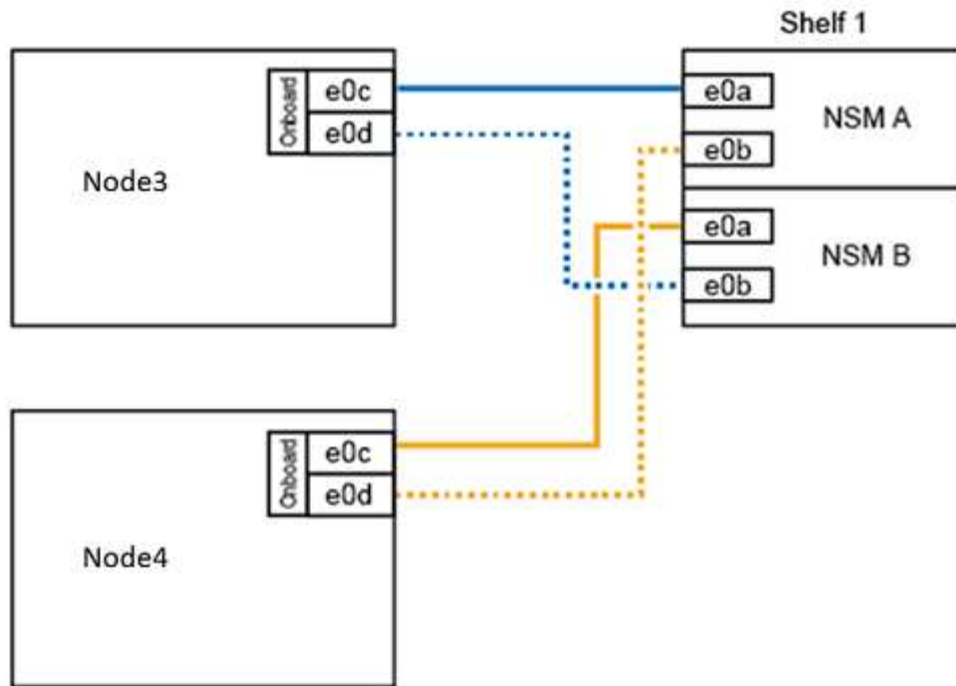 Shelf 1
Onboard
e0c
e0d
Node3
e0a
NSM A
e0b
e0a
NSM B
e0b
Onboard
e0c
e0d
Node4